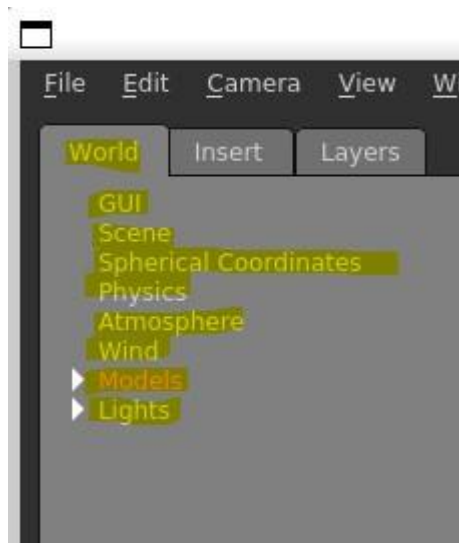 File Edit Camera View W
World Insert Layers
GUI
Scene
Spherical Coordinates
Physics
Atmosphere
Wind
Models
Lights